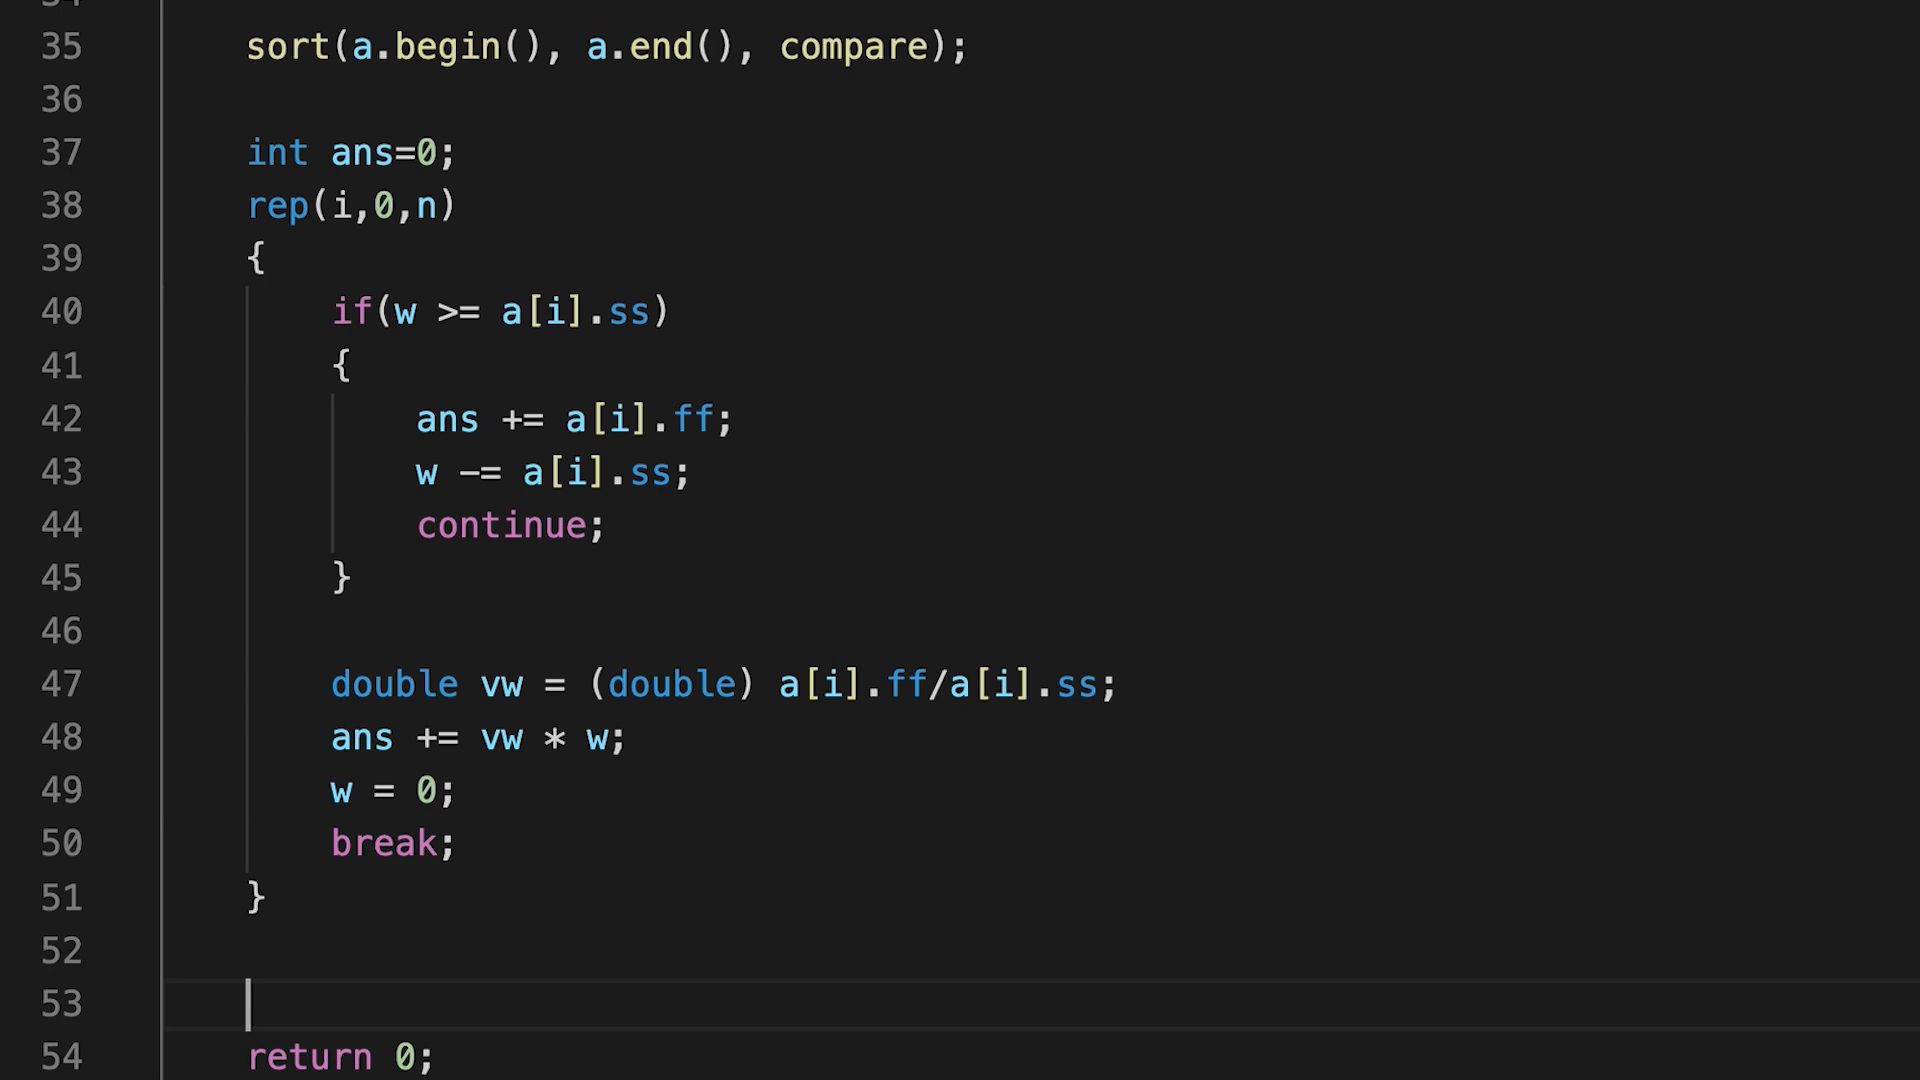 35 sort(a.begin(), a.end(), compare);
36
37 int ans=0;
38 rep(i,0,n)
39 {
40 if(w >= a[i].ss)
41 {
42 ans += a[i].ff;
43 w -= a[i].ss;
44 continue;
45 }
46
47 double vw = (double) a[i].ff/a[i].ss;
48 ans += vw * w;
49 w = 0;
50 break;
51 }
52
53
54 return 0;